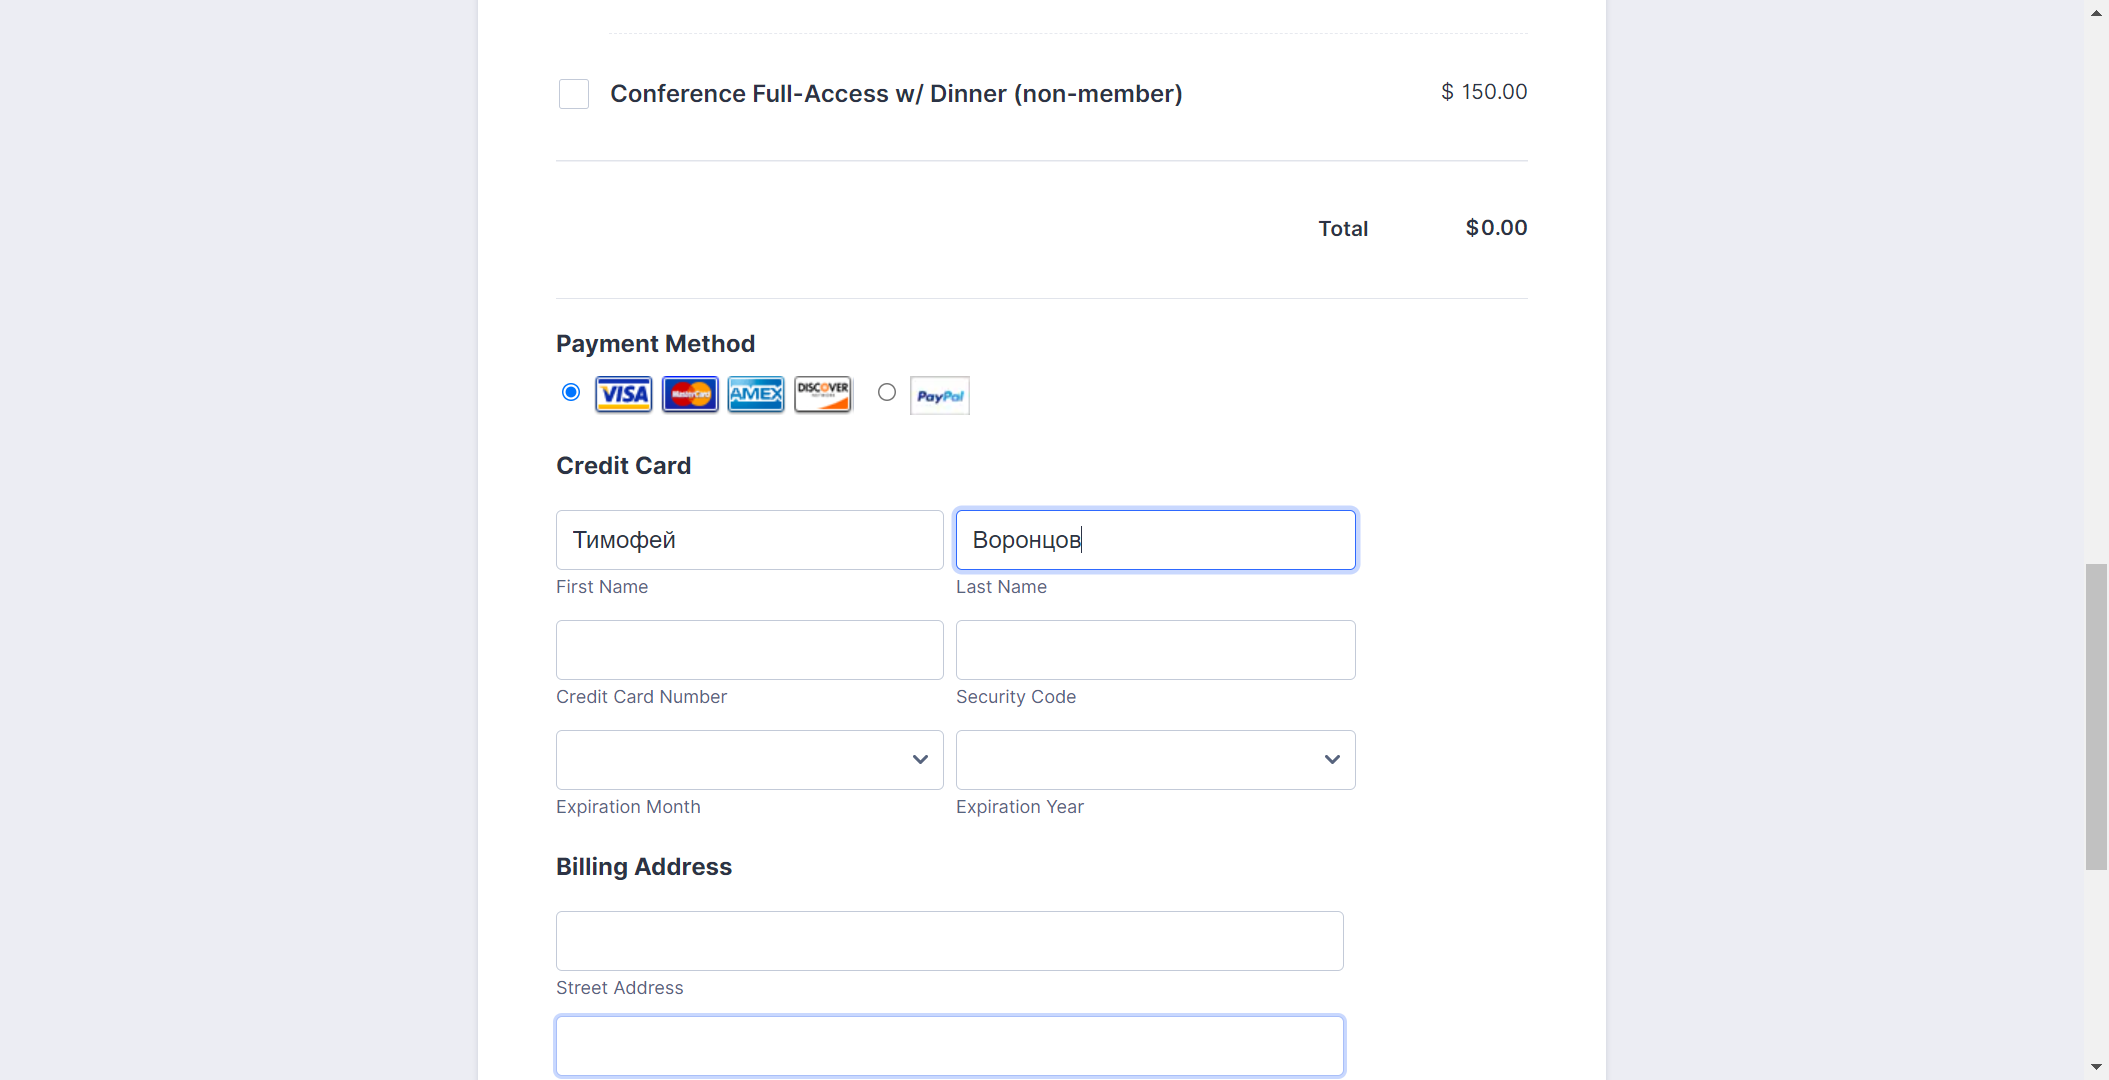 Conference Full-Access w/ Dinner (non-member) $ 150.00
Total $0.00
Payment Method
VISA MasterCard AMEX DISCOVER PayPal
Credit Card
Тимофей Воронцов
First Name Last Name
Credit Card Number Security Code
Expiration Month Expiration Year
Billing Address
Street Address